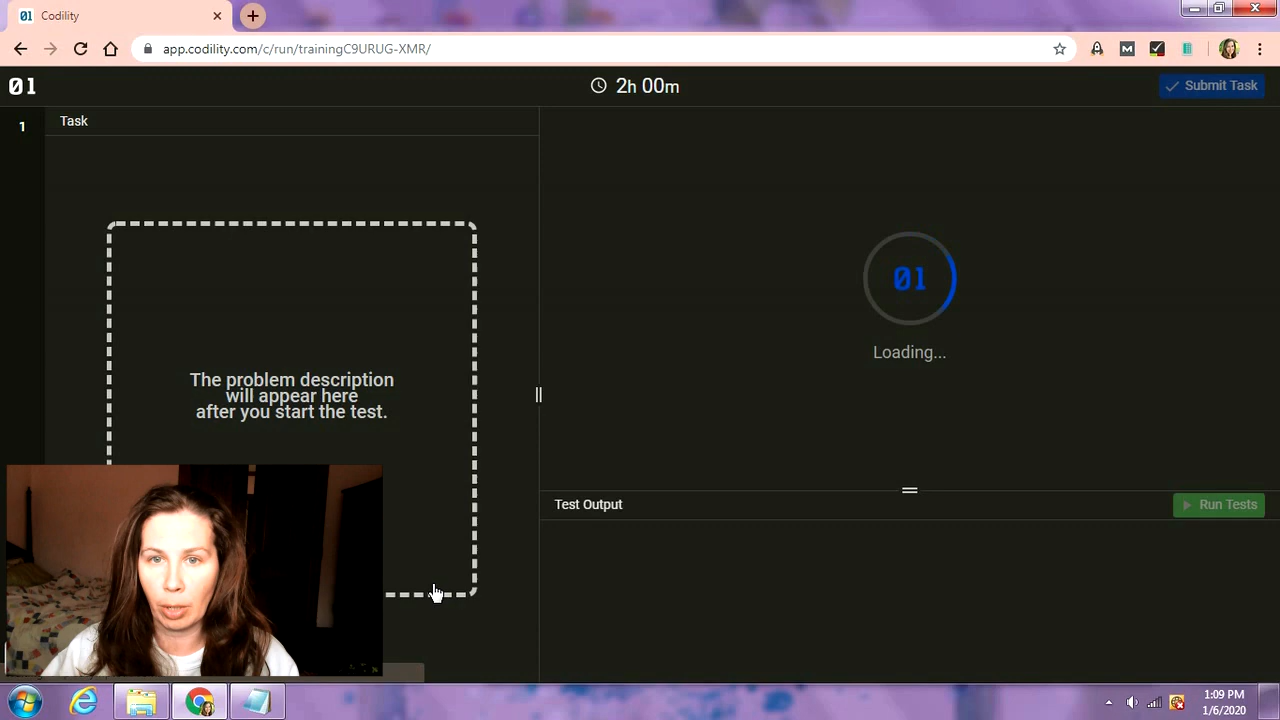 01 Codility
app.codility.com/c/run/trainingC9URUG-XMR/
01
2h 00m
Submit Task
1
Task
The problem description
will appear here
after you start the test.
01
Loading...
Test Output
Run Tests
1:09 PM
1/6/2020